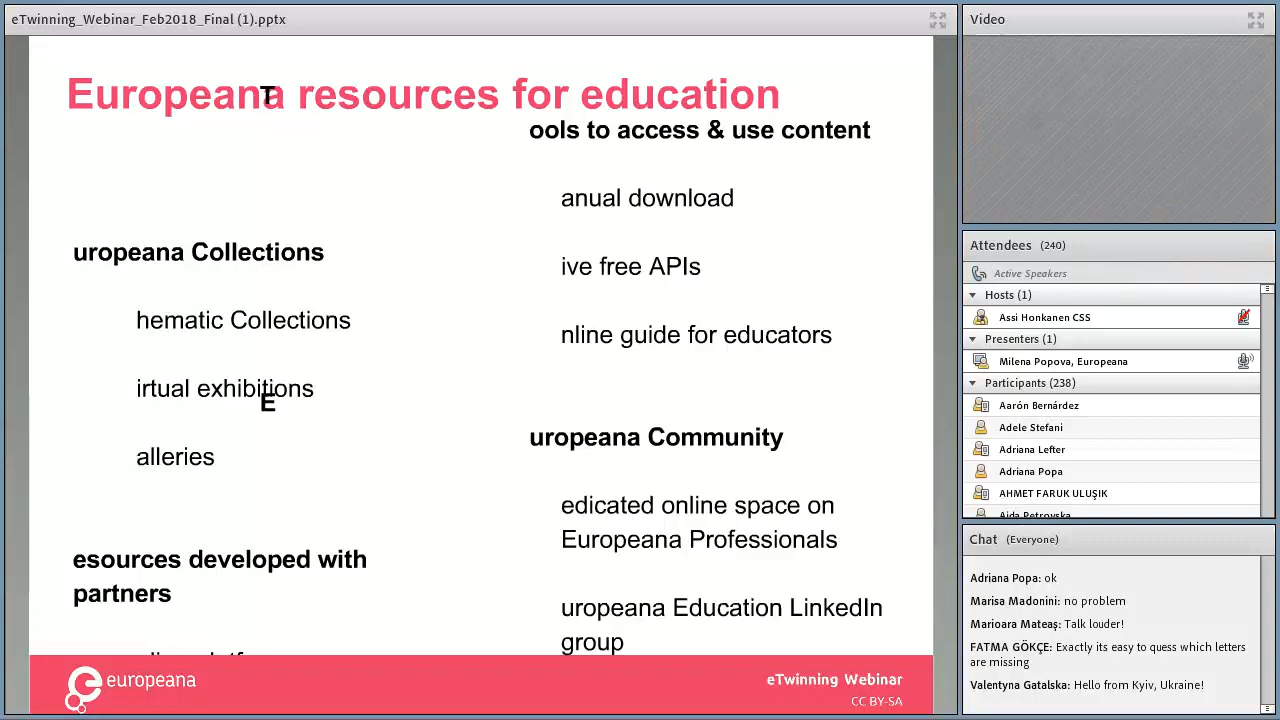 eTwinning_Webinar_Feb2018_Final (1).pptx
Europeana resources for education
T
ools to access & use content
anual download
ive free APIs
nline guide for educators
uropeana Collections
hematic Collections
irtual exhibitions
E
alleries
uropeana Community
edicated online space on
Europeana Professionals
uropeana Education LinkedIn
group
esources developed with
partners
europeana
eTwinning Webinar
CC BY-SA
Video
Attendees (240)
Active Speakers
Hosts (1)
Assi Honkanen CSS
Presenters (1)
Milena Popova, Europeana
Participants (238)
Aarón Bernárdez
Adele Stefani
Adriana Lefter
Adriana Popa
AHMET FARUK ULUŞIK
Aida Petrovska
Chat (Everyone)
Adriana Popa: ok
Marisa Madonini: no problem
Marioara Mateaş: Talk louder!
FATMA GÖKÇE: Exactly its easy to quess which letters
are missing
Valentyna Gatalska: Hello from Kyiv, Ukraine!